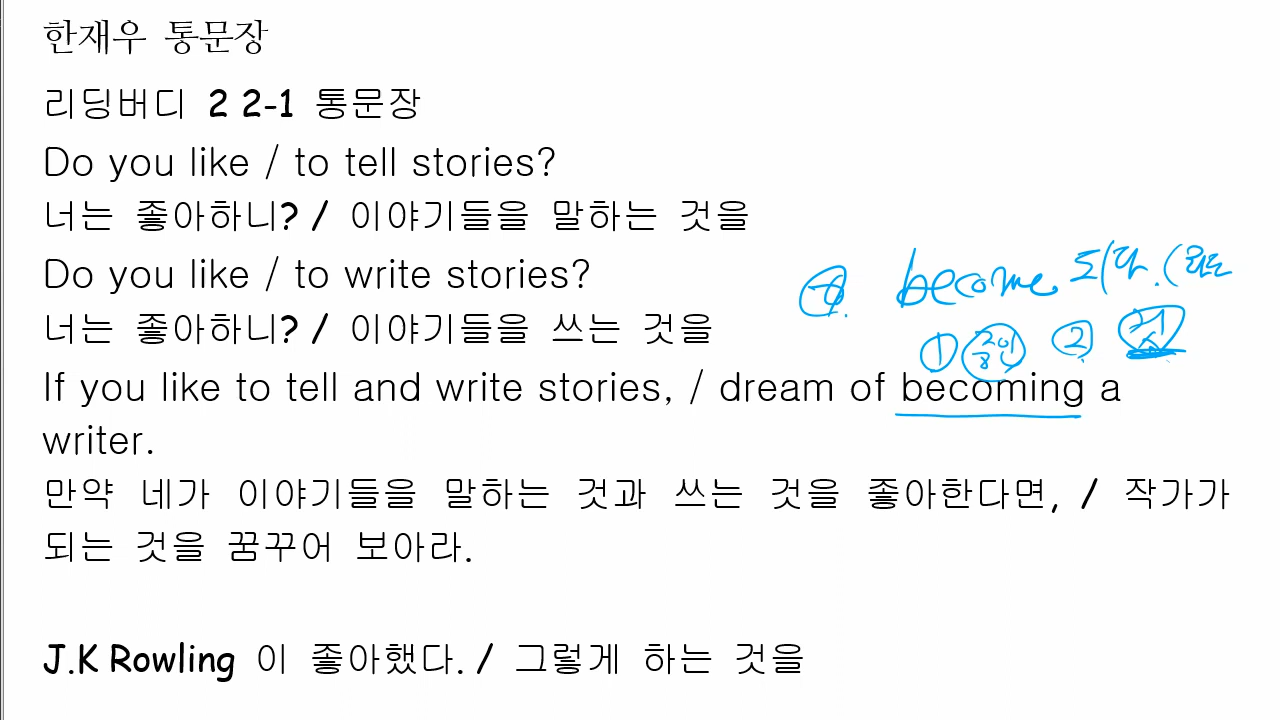 한재우 통문장
리딩버디 2 2-1 통문장
Do you like / to tell stories?
너는 좋아하니? / 이야기들을 말하는 것을
Do you like / to write stories?
너는 좋아하니? / 이야기들을 쓰는 것을
become 되다.(
① ② 것
If you like to tell and write stories, / dream of becoming a
writer.
만약 네가 이야기들을 말하는 것과 쓰는 것을 좋아한다면, / 작가가
되는 것을 꿈꾸어 보아라.
J.K Rowling 이 좋아했다. / 그렇게 하는 것을